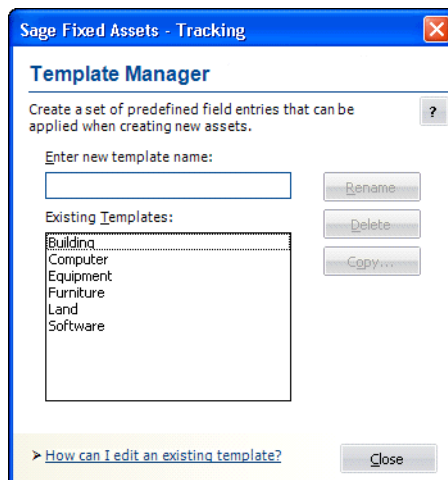 Sage Fixed Assets - Tracking
Template Manager
Create a set of predefined field entries that can be
applied when creating new assets.
?
Enter new template name:
Rename
Existing Templates:
Delete
Building
Computer
Copy...
Equipment
Furniture
Land
Software
➤ How can I edit an existing template?
Close